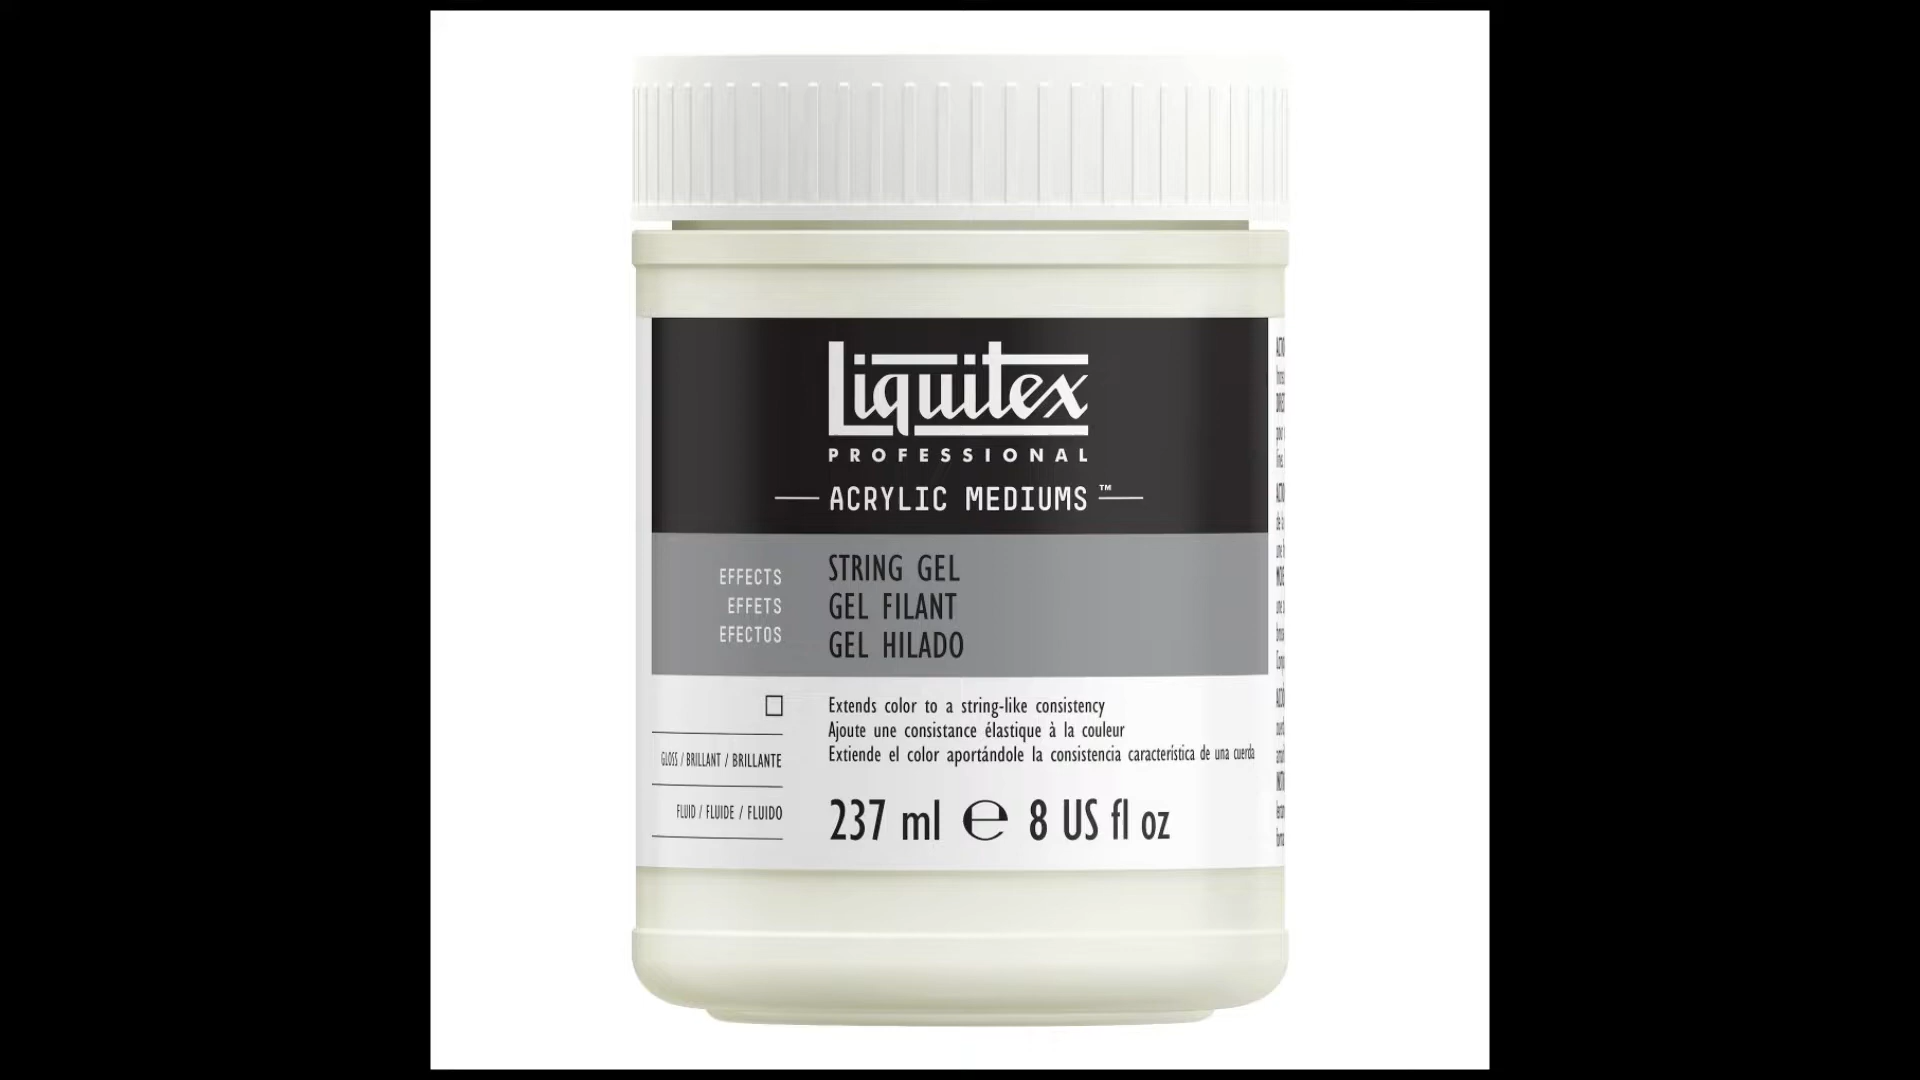 Liquitex
PROFESSIONAL
ACRYLIC MEDIUMS™
EFFECTS
EFFETS
EFECTOS
STRING GEL
GEL FILANT
GEL HILADO
Extends color to a string-like consistency
Ajoute une consistance élastique à la couleur
Extiende el color aportándole la consistencia característica de una cuerda
GLOSS / BRILLANT / BRILLANTE
FLUID / FLUIDE / FLUIDO
237 ml ℮ 8 US fl oz